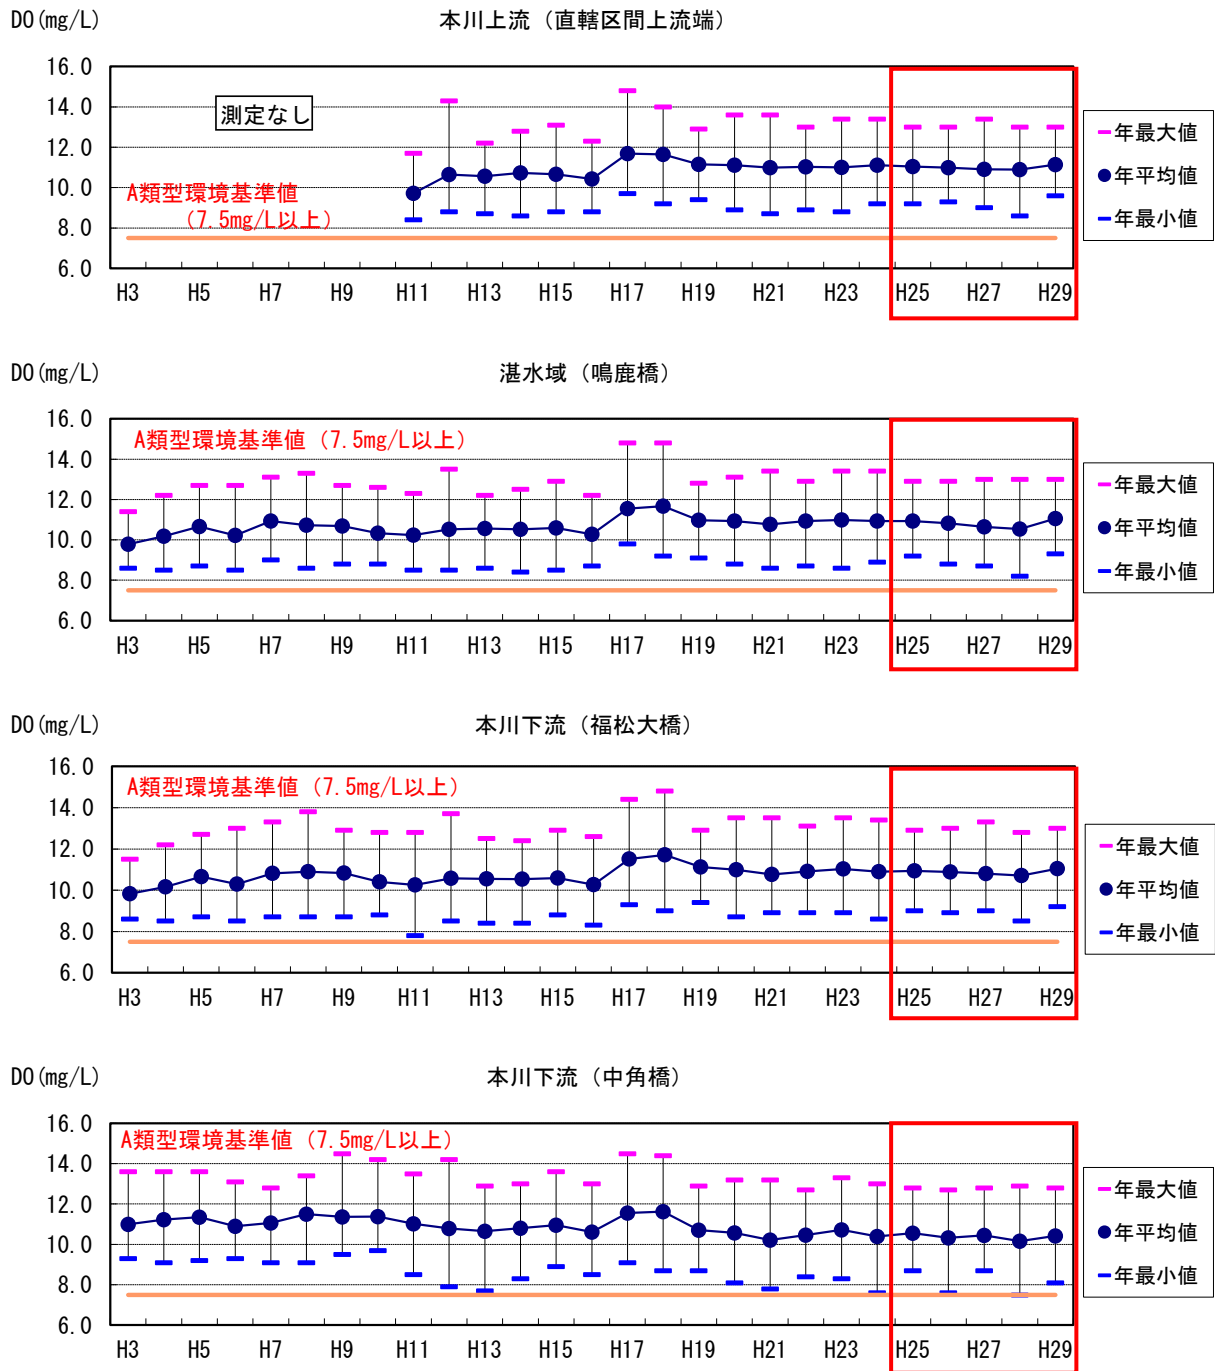 DO(mg/L)
本川上流（直轄区間上流端）
16.0
14.0
12.0
10.0
8.0
6.0
測定なし
A類型環境基準値
（7.5mg/L以上）
H3 H5 H7 H9 H11 H13 H15 H17 H19 H21 H23 H25 H27 H29
年最大値
年平均値
年最小値
DO(mg/L)
湛水域（鳴鹿橋）
16.0
14.0
12.0
10.0
8.0
6.0
A類型環境基準値（7.5mg/L以上）
H3 H5 H7 H9 H11 H13 H15 H17 H19 H21 H23 H25 H27 H29
年最大値
年平均値
年最小値
DO(mg/L)
本川下流（福松大橋）
16.0
14.0
12.0
10.0
8.0
6.0
A類型環境基準値（7.5mg/L以上）
H3 H5 H7 H9 H11 H13 H15 H17 H19 H21 H23 H25 H27 H29
年最大値
年平均値
年最小値
DO(mg/L)
本川下流（中角橋）
16.0
14.0
12.0
10.0
8.0
6.0
A類型環境基準値（7.5mg/L以上）
H3 H5 H7 H9 H11 H13 H15 H17 H19 H21 H23 H25 H27 H29
年最大値
年平均値
年最小値